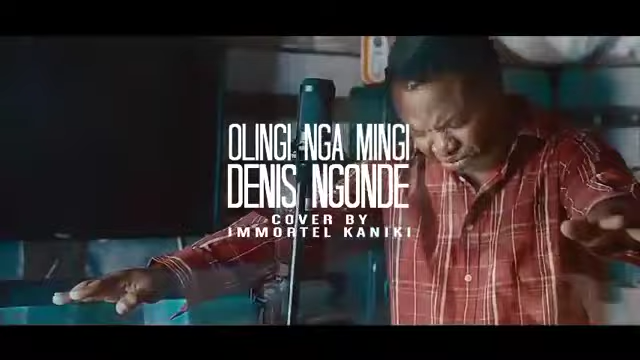 OLINGI NGA MINGI
DENIS NGONDE
COVER BY
IMMORTEL KANIKI